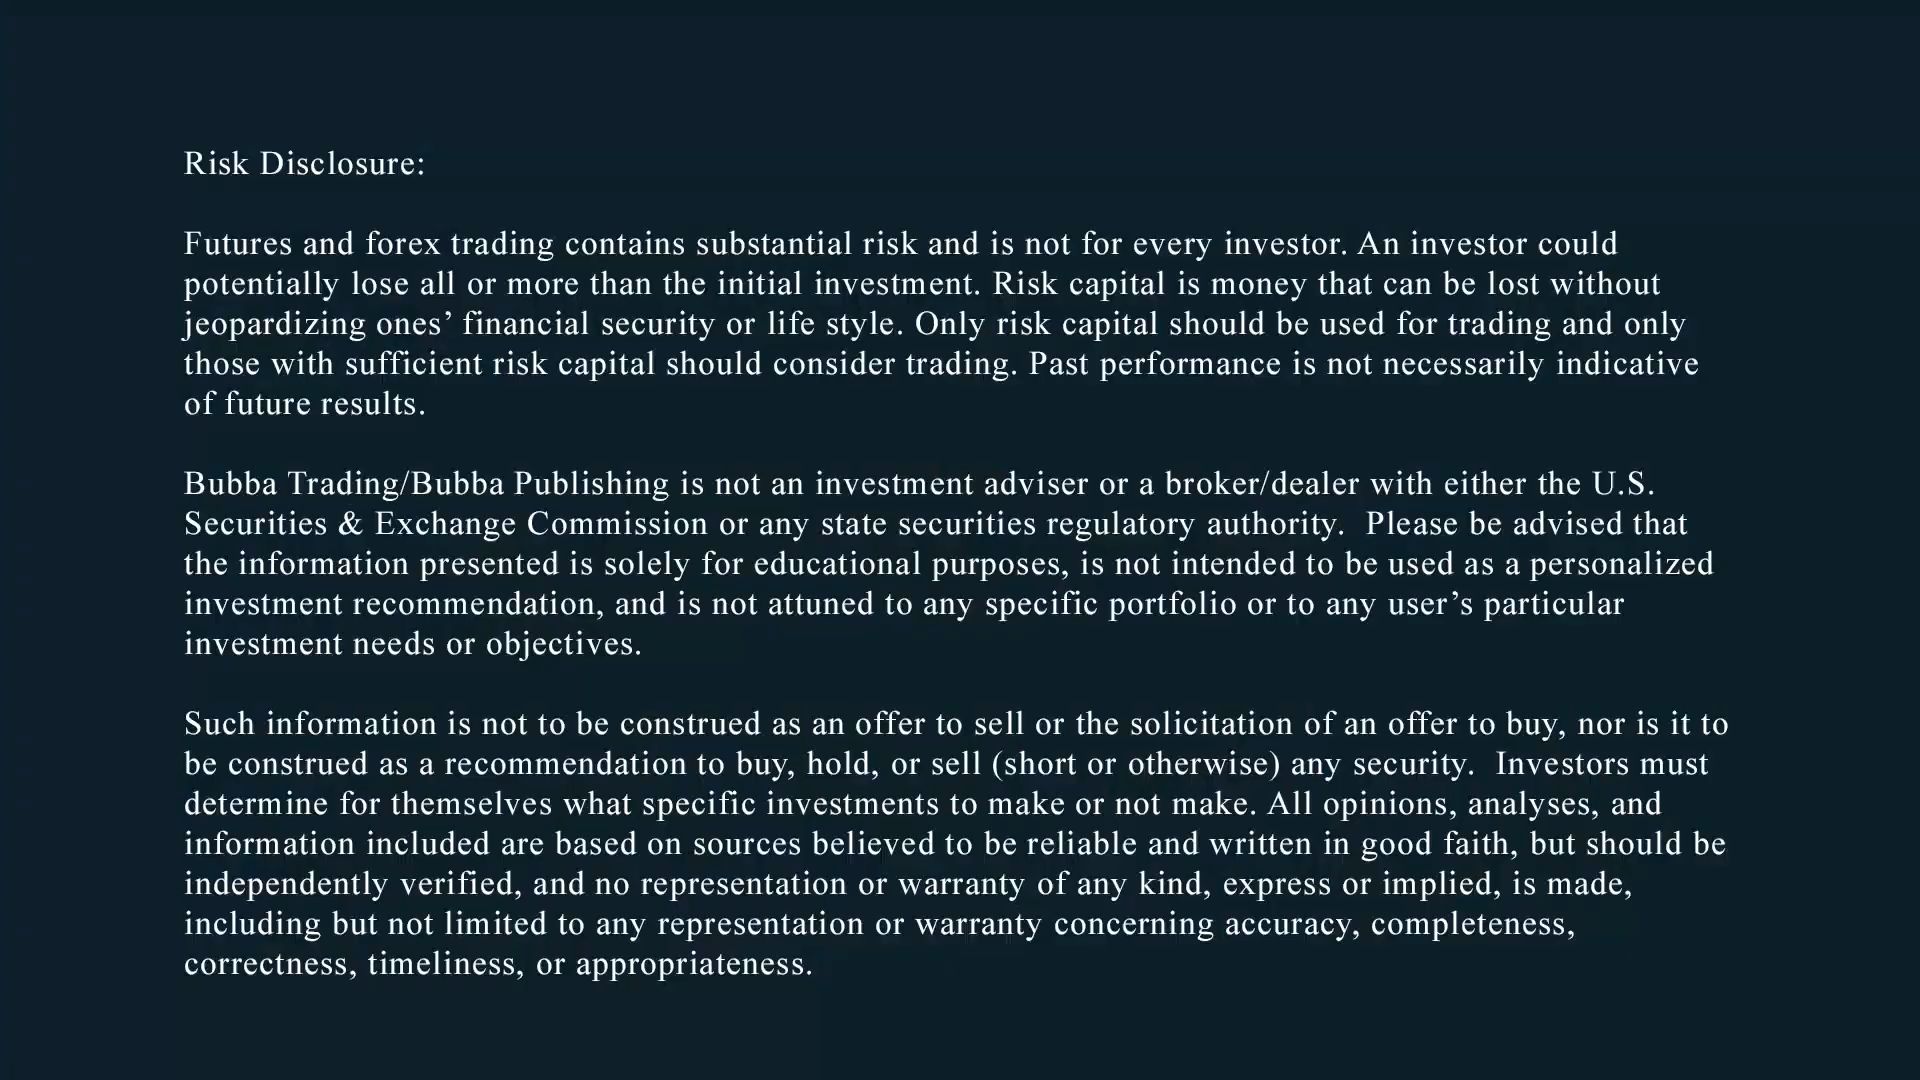 Risk Disclosure:
Futures and forex trading contains substantial risk and is not for every investor. An investor could
potentially lose all or more than the initial investment. Risk capital is money that can be lost without
jeopardizing ones’ financial security or life style. Only risk capital should be used for trading and only
those with sufficient risk capital should consider trading. Past performance is not necessarily indicative
of future results.
Bubba Trading/Bubba Publishing is not an investment adviser or a broker/dealer with either the U.S.
Securities & Exchange Commission or any state securities regulatory authority.  Please be advised that
the information presented is solely for educational purposes, is not intended to be used as a personalized
investment recommendation, and is not attuned to any specific portfolio or to any user’s particular
investment needs or objectives.
Such information is not to be construed as an offer to sell or the solicitation of an offer to buy, nor is it to
be construed as a recommendation to buy, hold, or sell (short or otherwise) any security.  Investors must
determine for themselves what specific investments to make or not make. All opinions, analyses, and
information included are based on sources believed to be reliable and written in good faith, but should be
independently verified, and no representation or warranty of any kind, express or implied, is made,
including but not limited to any representation or warranty concerning accuracy, completeness,
correctness, timeliness, or appropriateness.